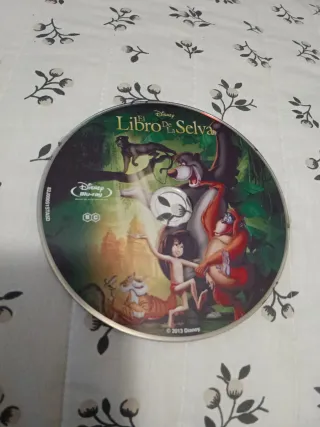 Disney
El
Libro De La Selva
Disney
Blu-ray
© 2013 Disney